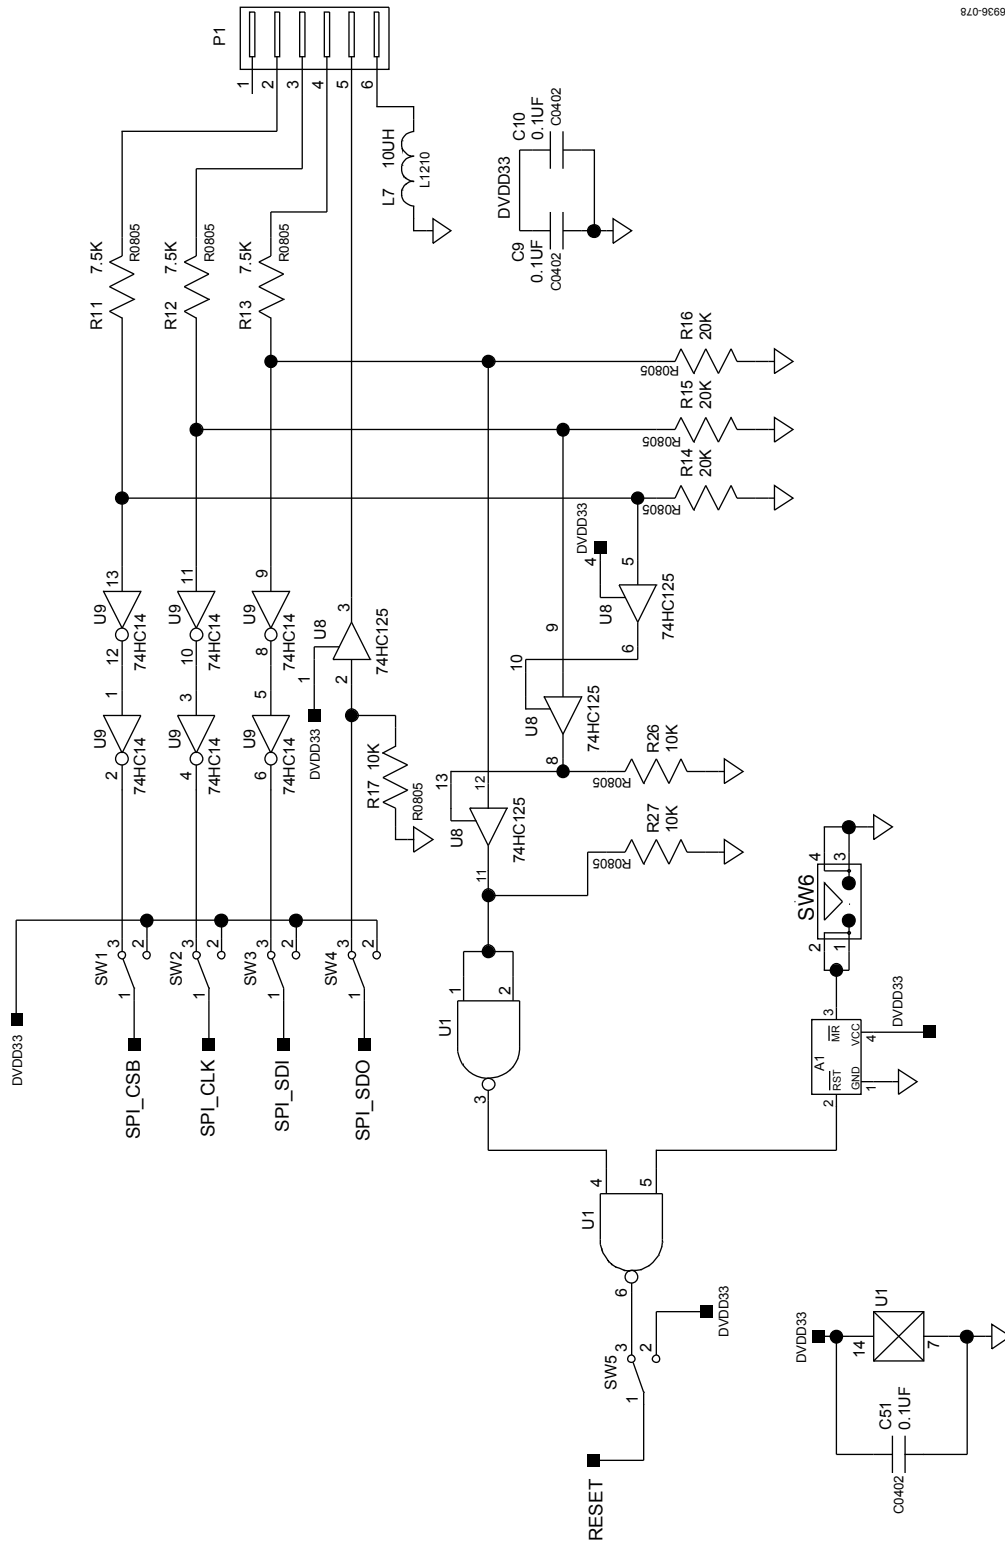 06936-078
P1
1
2
3
4
5
6
R11
7.5K
R0805
R12
7.5K
R0805
R13
7.5K
R0805
L7
10UH
L1210
DVDD33
C9
0.1UF
C0402
C10
0.1UF
C0402
R16
20K
R0805
R15
20K
R0805
R14
20K
R0805
U9
13
12
74HC14
U9
1
2
74HC14
U9
11
10
74HC14
U9
3
4
74HC14
U9
9
8
74HC14
U9
5
6
74HC14
U8
1
2
3
74HC125
DVDD33
R17 10K
R0805
DVDD33
4
U8
5
6
74HC125
9
10
U8
8
74HC125
R26
10K
R0805
12
13
U8
11
74HC125
R27
10K
R0805
DVDD33
SW1
3
2
1
SPI_CSB
SW2
3
2
1
SPI_CLK
SW3
3
2
1
SPI_SDI
SW4
3
2
1
SPI_SDO
U1
1
2
3
U1
4
5
6
SW6
2
1
4
3
A1
RST
MR
GND
VCC
2
3
1
4
DVDD33
SW5
3
2
1
DVDD33
RESET
DVDD33
14
U1
7
C51
0.1UF
C0402